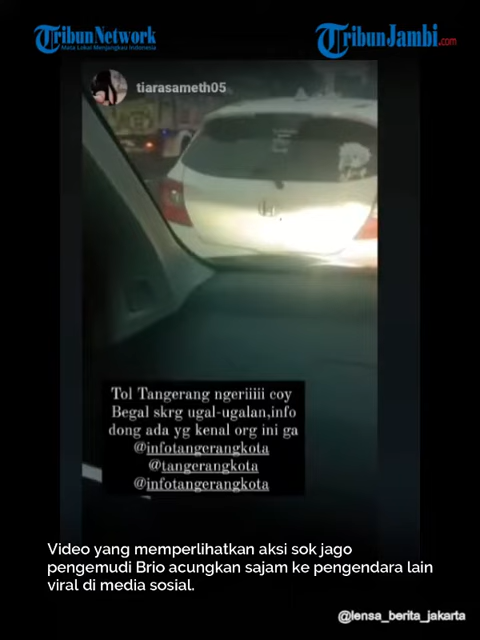 TribunNetwork
Mata Lokal Menjangkau Indonesia
TribunJambi.com
tiarasameth05
Tol Tangerang ngeriiiii coy
Begal skrg ugal-ugalan,info
dong ada yg kenal org ini ga
@infotangerangkota
@tangerangkota
@infotangerangkota
Video yang memperlihatkan aksi sok jago
pengemudi Brio acungkan sajam ke pengendara lain
viral di media sosial.
@lensa_berita_jakarta